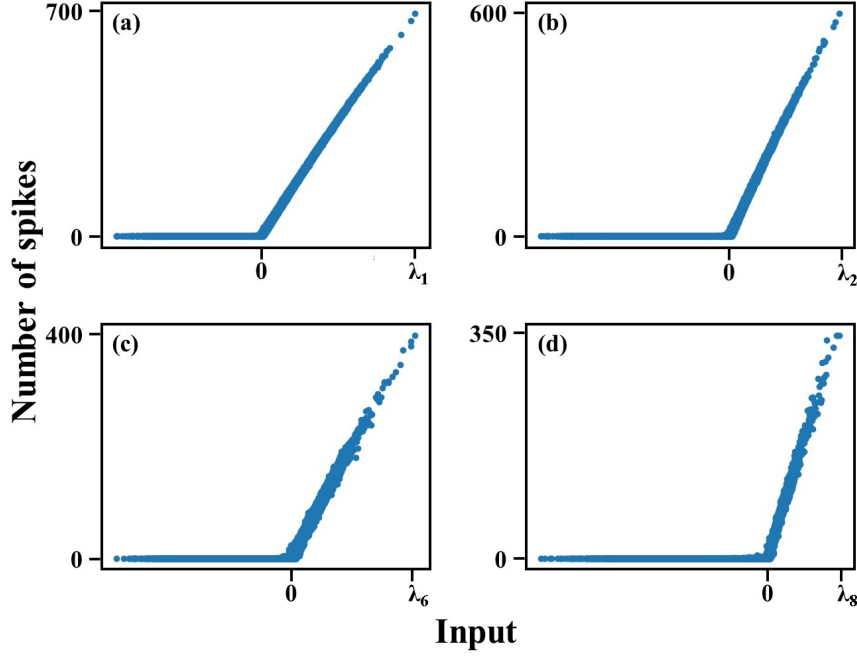 700
(a)
0
0
λ1
600
(b)
0
0
λ2
Number of spikes
400
(c)
0
0
λ6
350
(d)
0
0
λ8
Input